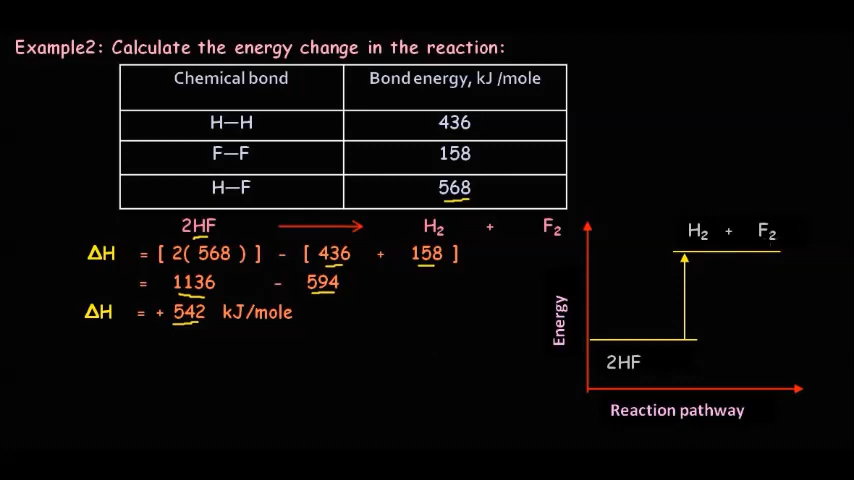 Example2: Calculate the energy change in the reaction:
Chemical bond Bond energy, kJ /mole
H—H 436
F—F 158
H—F 568
2HF ⟶ H₂ + F₂
ΔH = [ 2( 568 ) ] - [ 436 + 158 ]
= 1136 - 594
ΔH = + 542 kJ/mole
H₂ + F₂
Energy
2HF
Reaction pathway